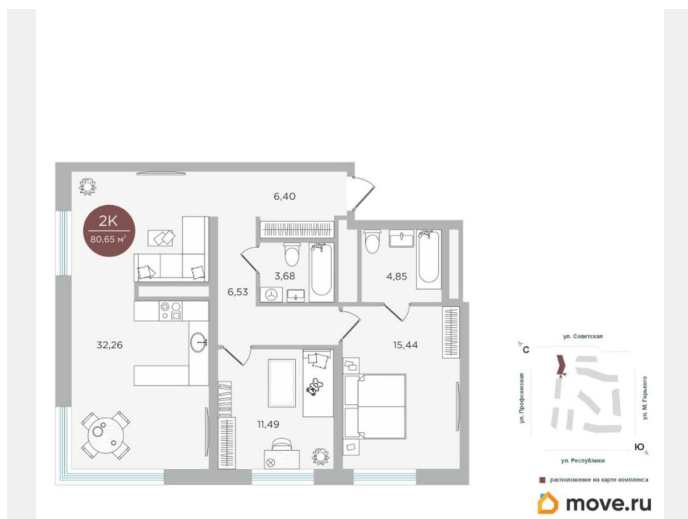 2К
80,65 м²
6,40
3,68
4,85
6,53
32,26
15,44
11,49
ул. Советская
С
ул. Профсоюзная
ул. М. Горького
Ю
ул. Республики
расположение на карте комплекса
move.ru